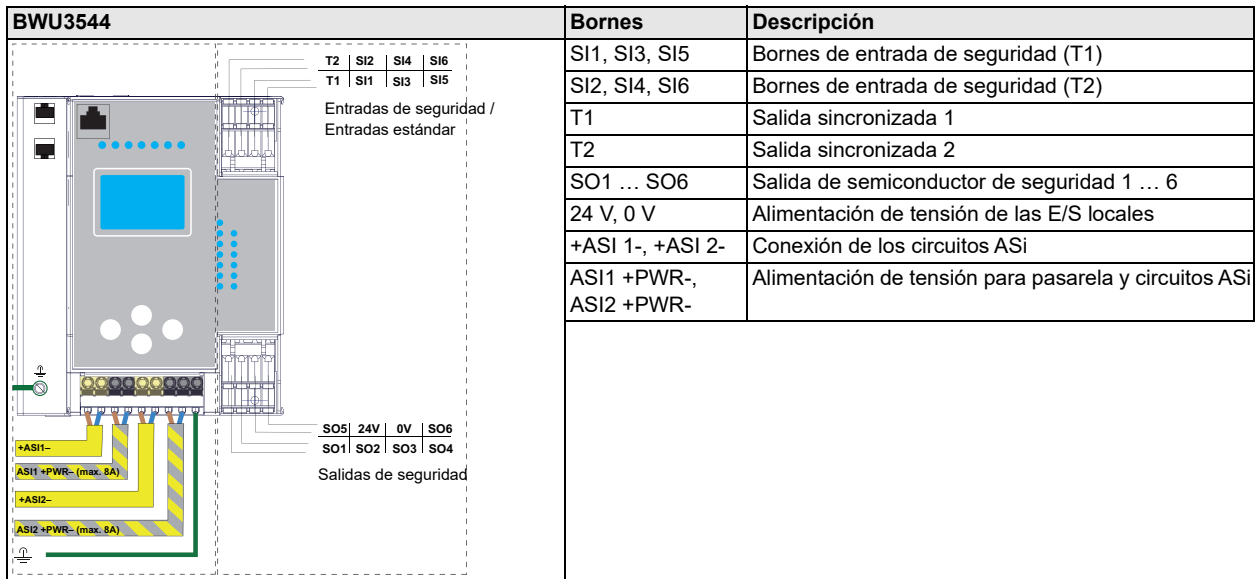 BWU3544
T2 SI2 SI4 SI6
T1 SI1 SI3 SI5
Entradas de seguridad /
Entradas estándar
SO5 24V 0V SO6
SO1 SO2 SO3 SO4
Salidas de seguridad
+ASI1–
ASI1 +PWR– (max. 8A)
+ASI2–
ASI2 +PWR– (max. 8A)
Bornes Descripción
SI1, SI3, SI5 Bornes de entrada de seguridad (T1)
SI2, SI4, SI6 Bornes de entrada de seguridad (T2)
T1 Salida sincronizada 1
T2 Salida sincronizada 2
SO1 … SO6 Salida de semiconductor de seguridad 1 … 6
24 V, 0 V Alimentación de tensión de las E/S locales
+ASI 1-, +ASI 2- Conexión de los circuitos ASi
ASI1 +PWR-, Alimentación de tensión para pasarela y circuitos ASi
ASI2 +PWR-